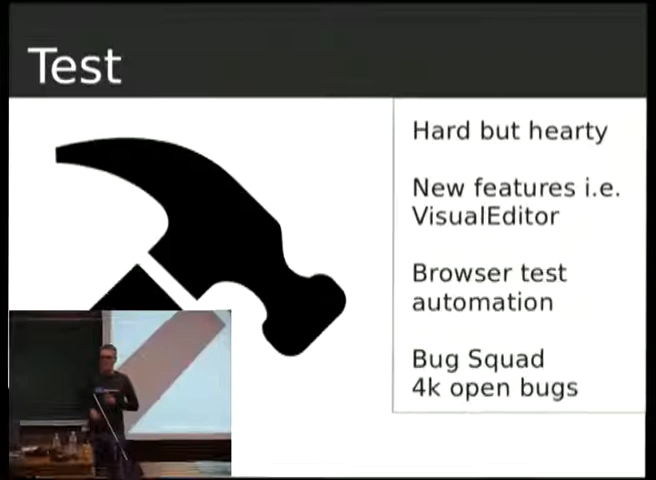 Test
Hard but hearty
New features i.e.
VisualEditor
Browser test
automation
Bug Squad
4k open bugs